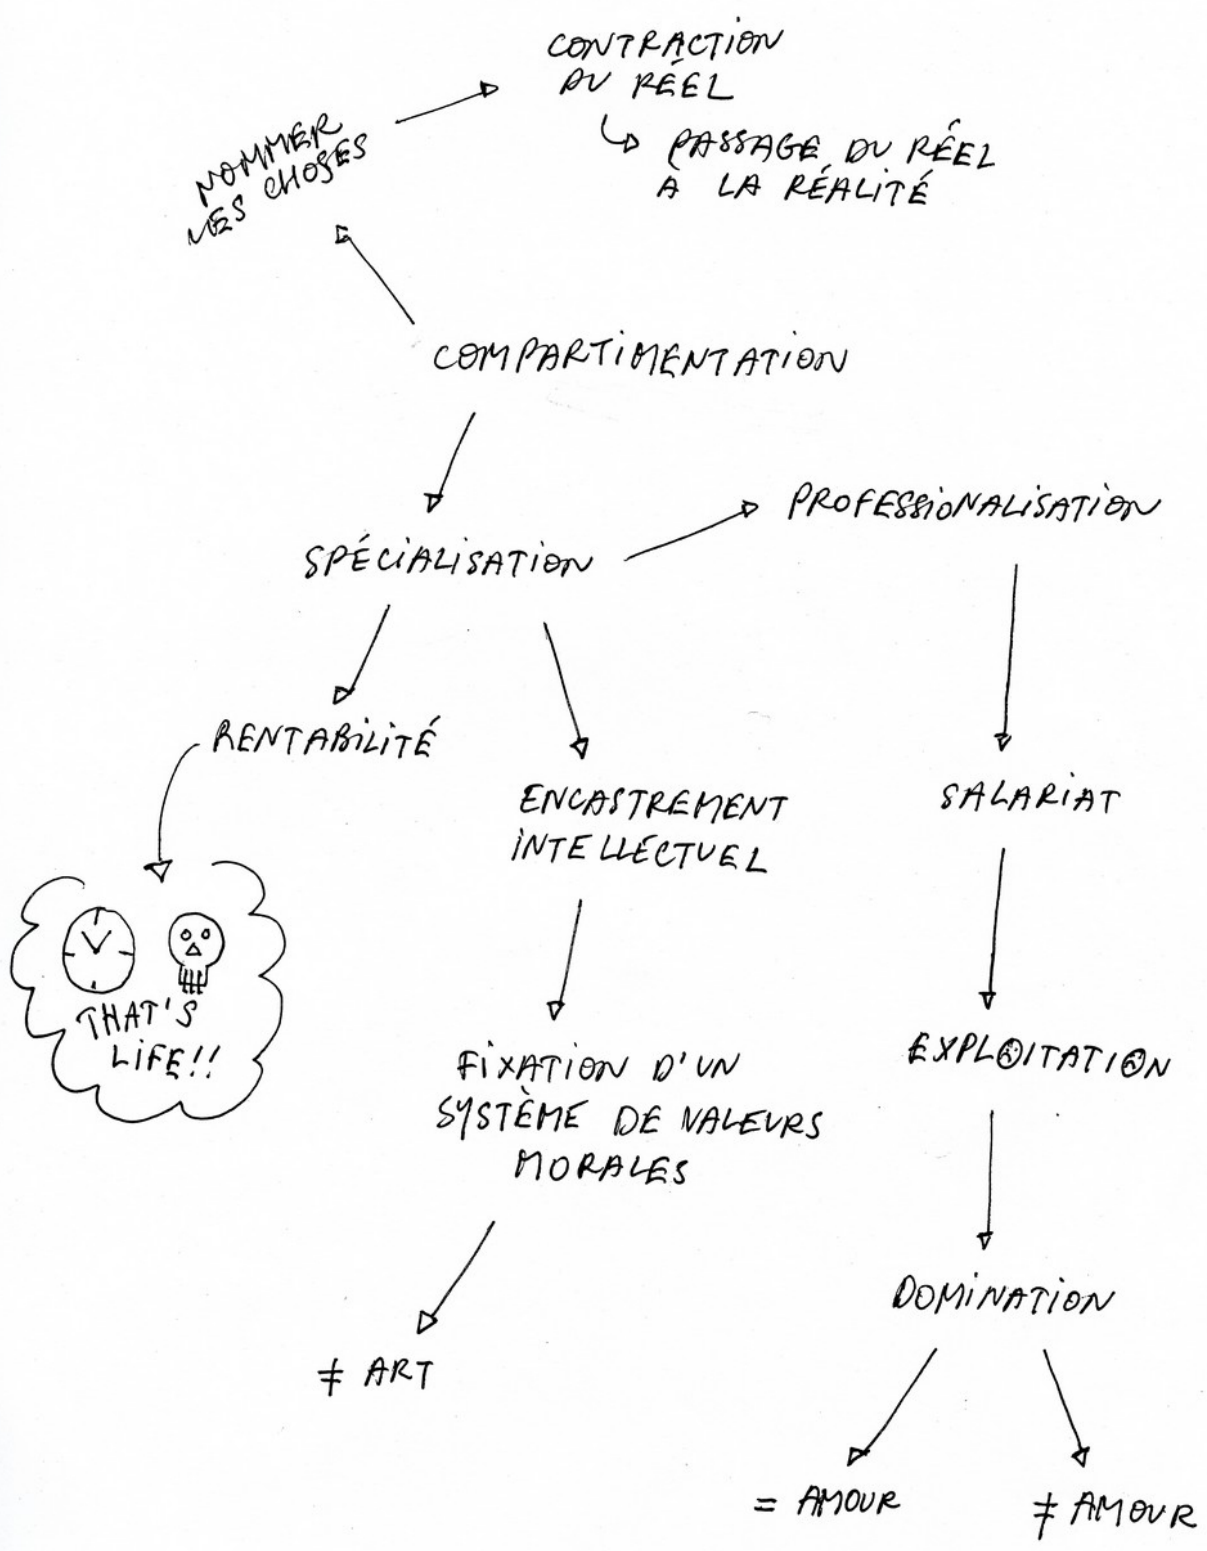 CONTRACTION
DU RÉEL
↳ PASSAGE DU RÉEL
À LA RÉALITÉ
NOMMER
LES CHOSES
COMPARTIMENTATION
PROFESSIONALISATION
SPÉCIALISATION
RENTABILITÉ
ENCASTREMENT
INTELLECTUEL
SALARIAT
THAT'S
LIFE!!
FIXATION D'UN
SYSTÈME DE VALEURS
MORALES
EXPLOITATION
DOMINATION
≠ ART
= AMOUR
≠ AMOUR